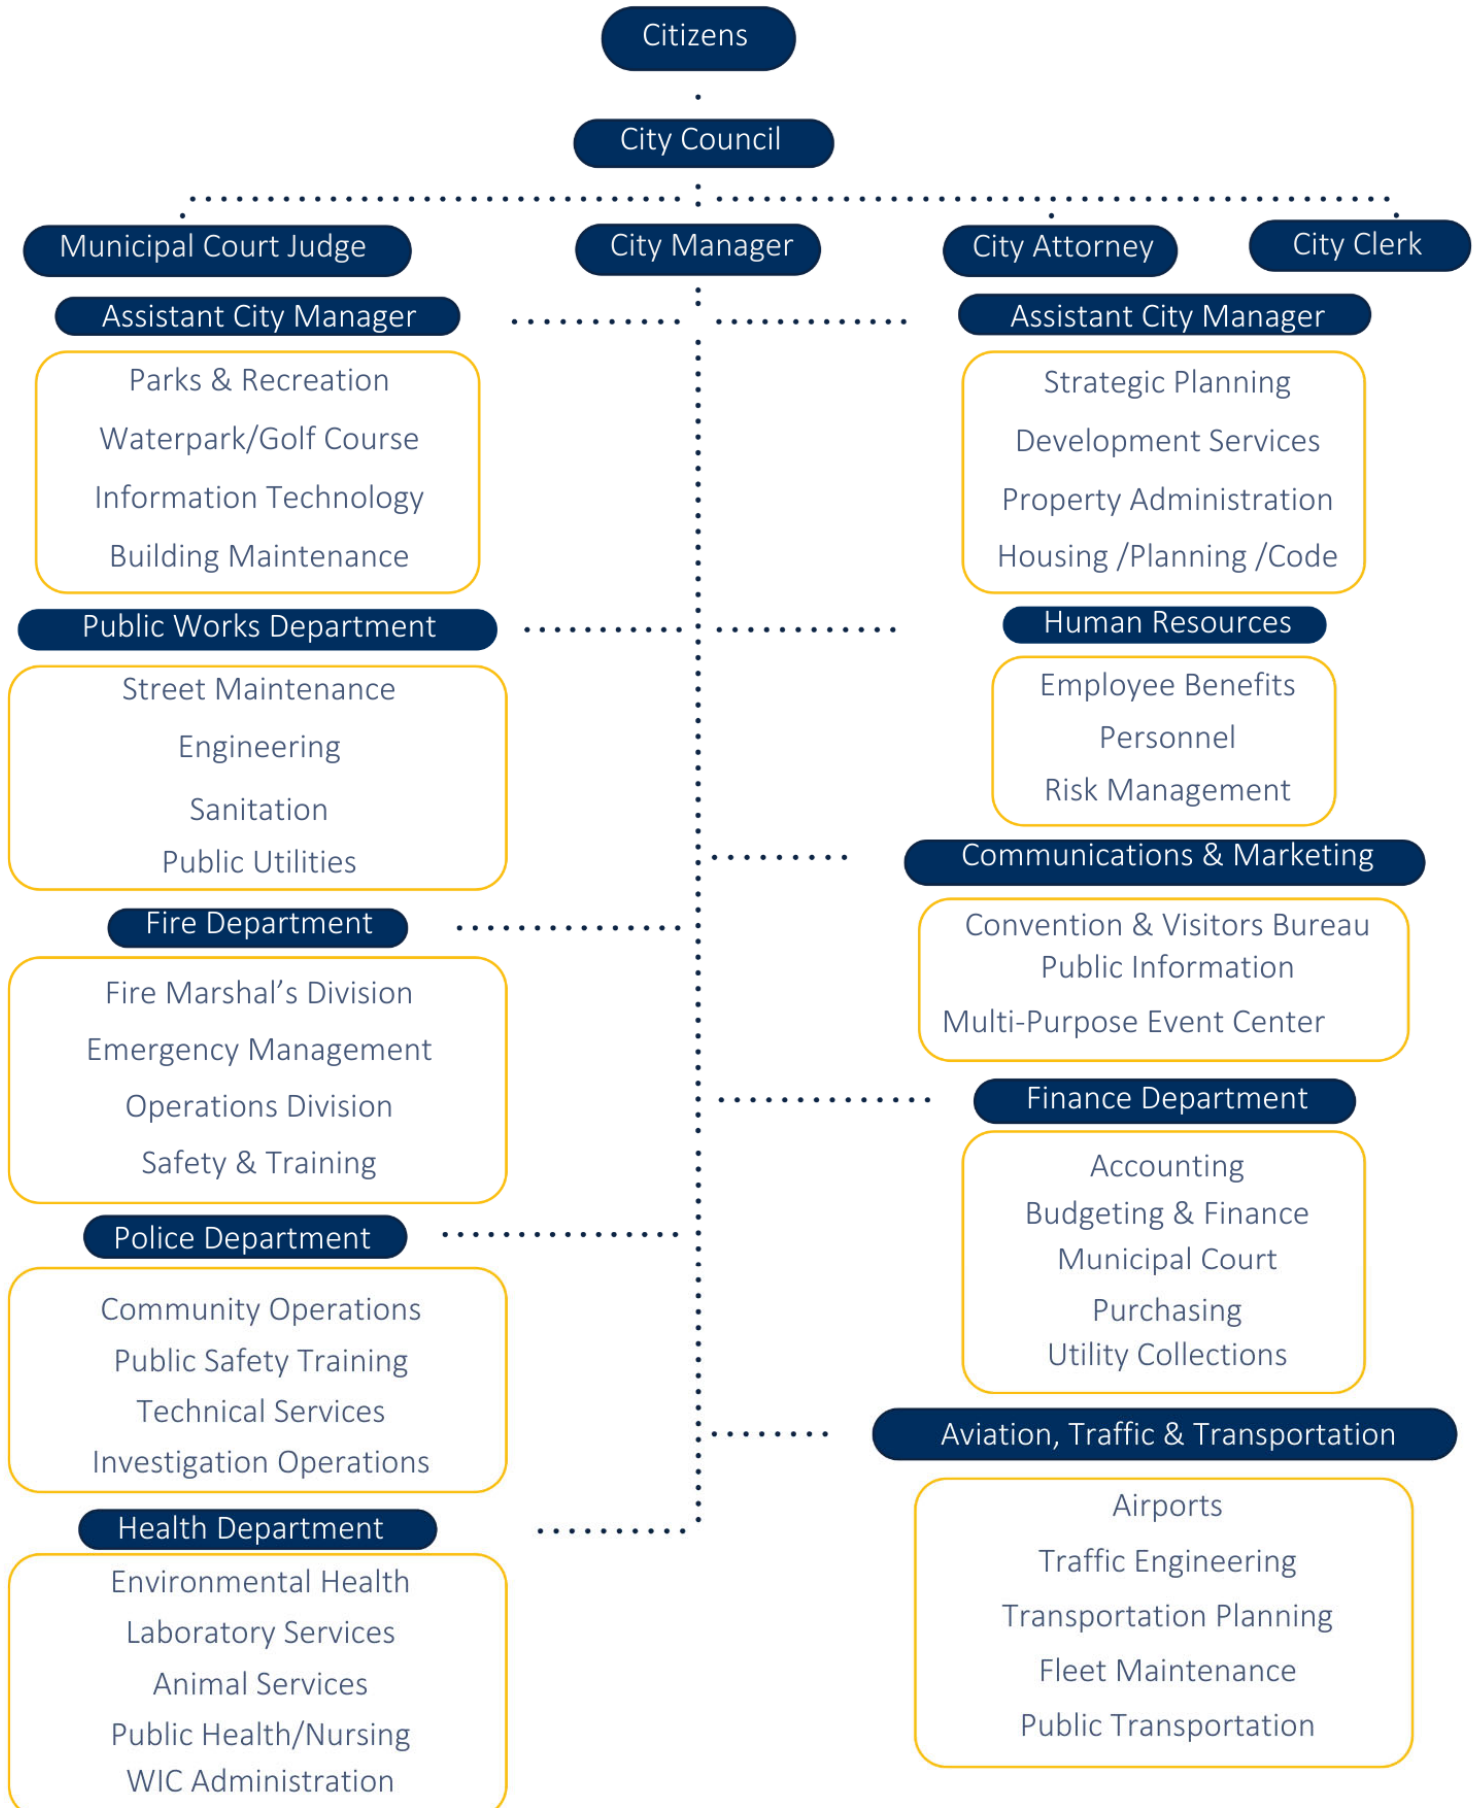 Citizens
City Council
Municipal Court Judge
City Manager
City Attorney
City Clerk
Assistant City Manager
Parks & Recreation
Waterpark/Golf Course
Information Technology
Building Maintenance
Public Works Department
Street Maintenance
Engineering
Sanitation
Public Utilities
Fire Department
Fire Marshal’s Division
Emergency Management
Operations Division
Safety & Training
Police Department
Community Operations
Public Safety Training
Technical Services
Investigation Operations
Health Department
Environmental Health
Laboratory Services
Animal Services
Public Health/Nursing
WIC Administration
Assistant City Manager
Strategic Planning
Development Services
Property Administration
Housing /Planning /Code
Human Resources
Employee Benefits
Personnel
Risk Management
Communications & Marketing
Convention & Visitors Bureau
Public Information
Multi-Purpose Event Center
Finance Department
Accounting
Budgeting & Finance
Municipal Court
Purchasing
Utility Collections
Aviation, Traffic & Transportation
Airports
Traffic Engineering
Transportation Planning
Fleet Maintenance
Public Transportation